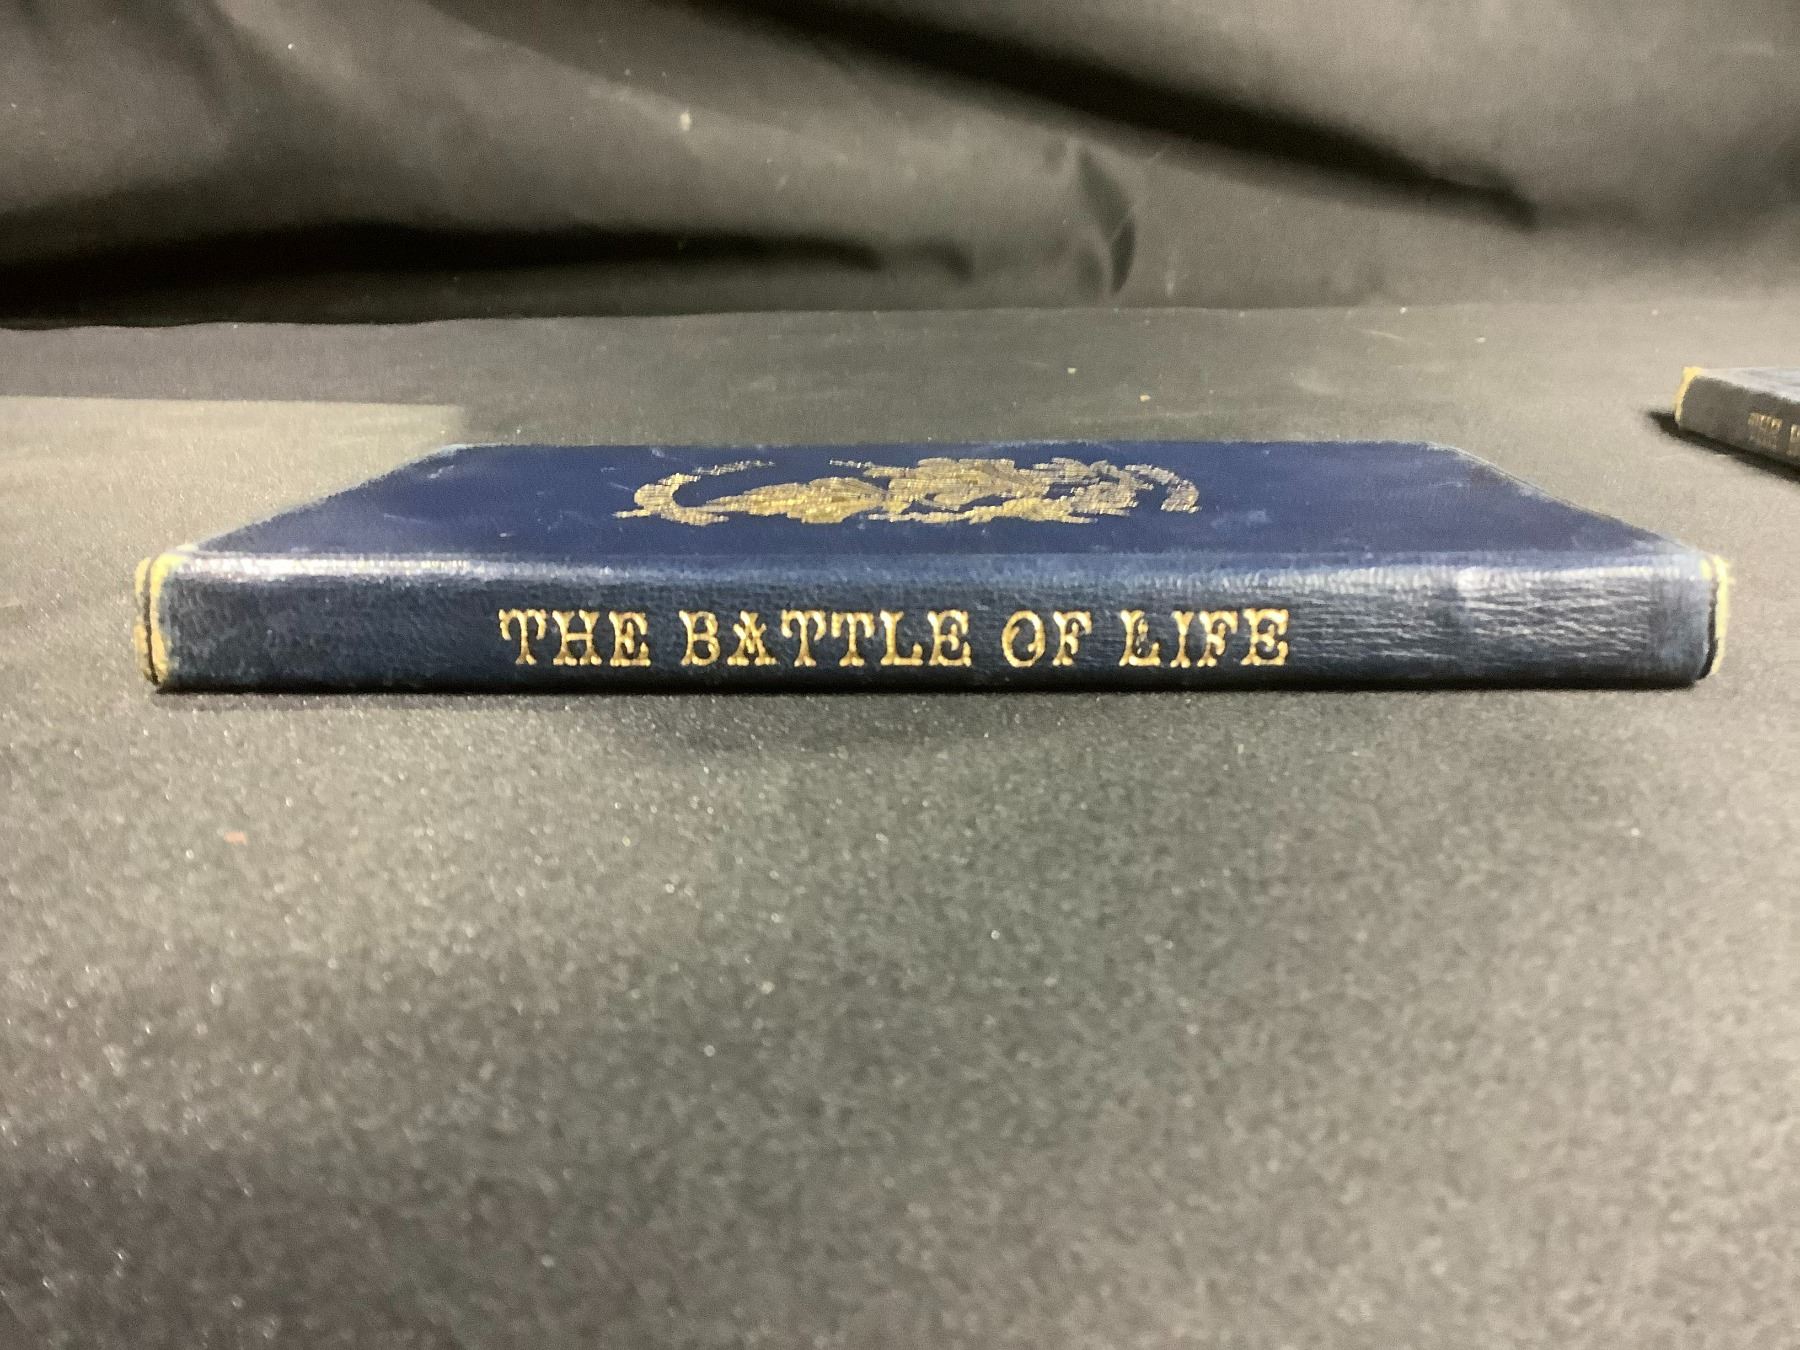 THE BATTLE OF LIFE